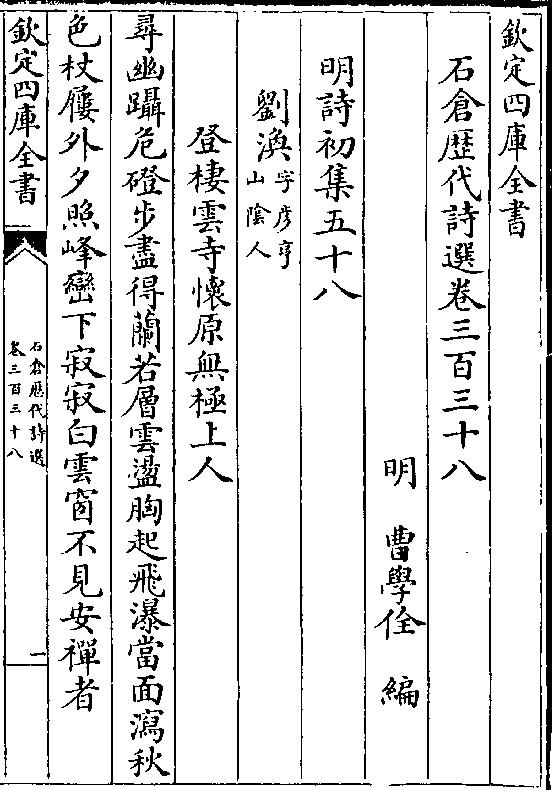 欽定四庫全書
石倉歴代詩選卷三百三十八
明 曹學佺 編
明詩初集五十八
劉渙字彦亨山陰人
登棲雲寺懷原無極上人
尋幽躡危磴步盡得蘭若層雲盪胸起飛瀑當面瀉秋
色杖屨外夕照峰巒下寂寂白雲窗不見安禪者
欽定四庫全書
石倉歴代詩選
卷三百三十八
一